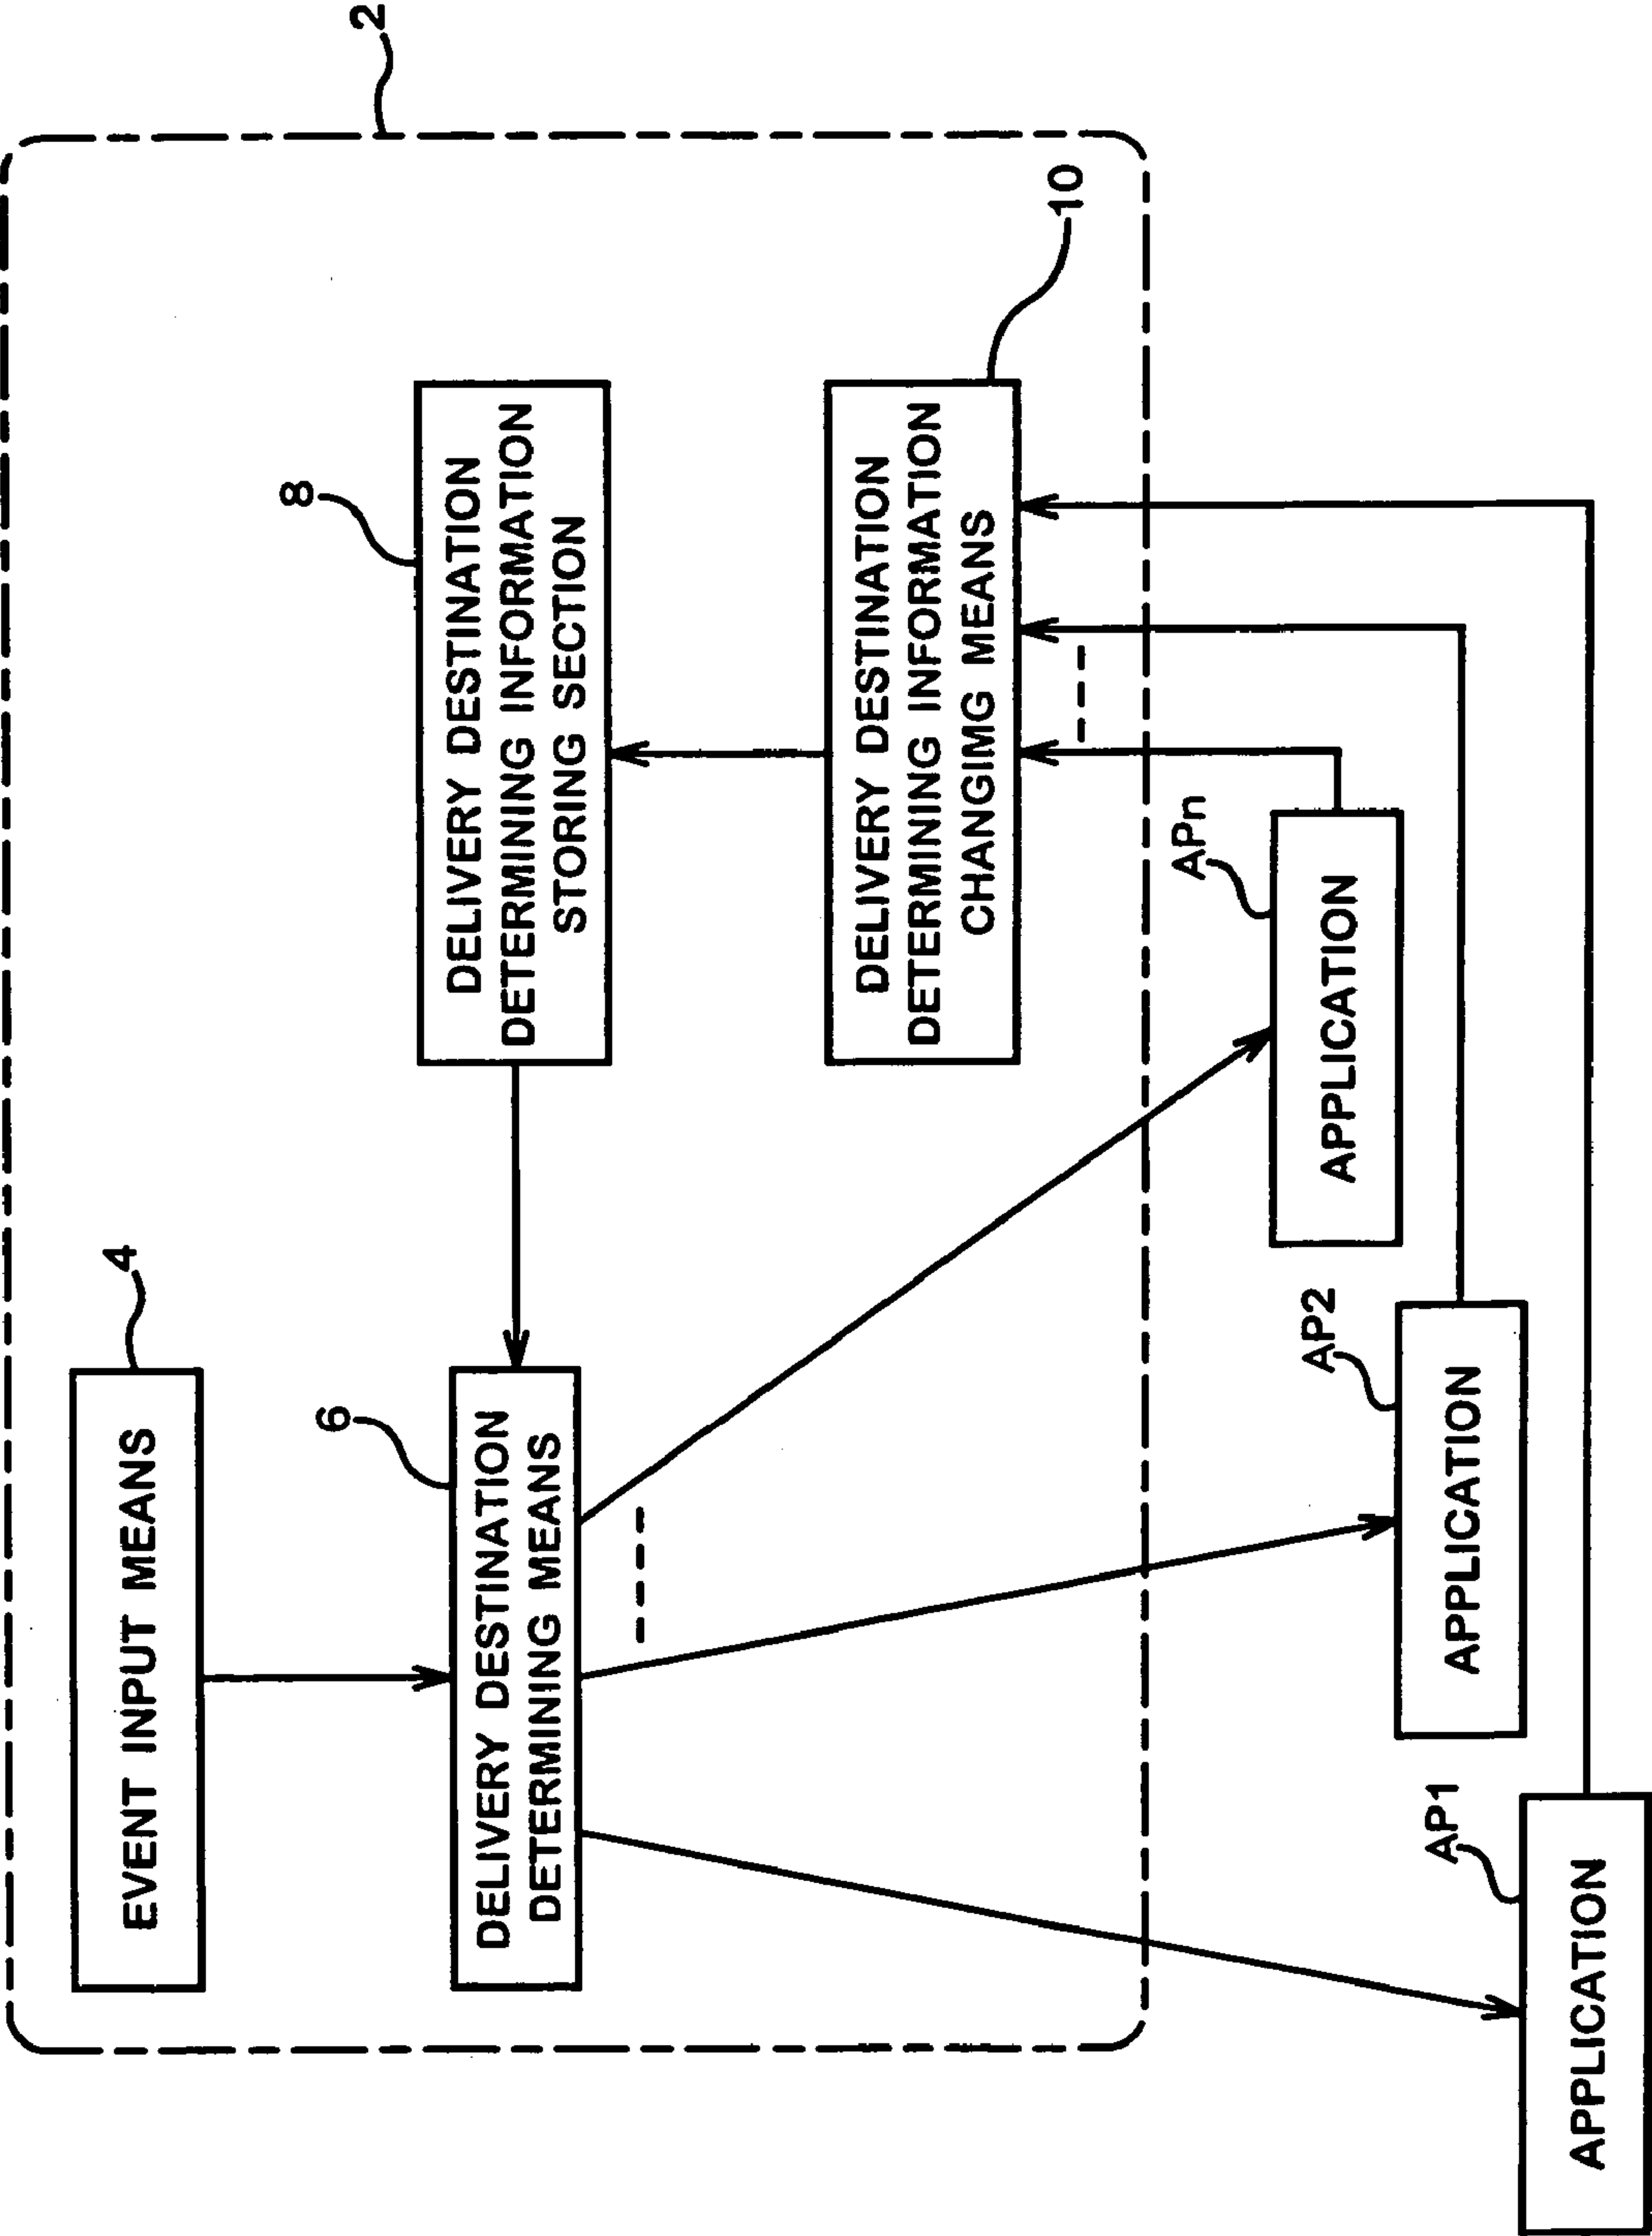 4
EVENT INPUT MEANS
2
6
DELIVERY DESTINATION
DETERMINING MEANS
8
DELIVERY DESTINATION
DETERMINING INFORMATION
STORING SECTION
10
DELIVERY DESTINATION
DETERMINING INFORMATION
CHANGIMG MEANS
APn
APPLICATION
AP2
APPLICATION
AP1
APPLICATION